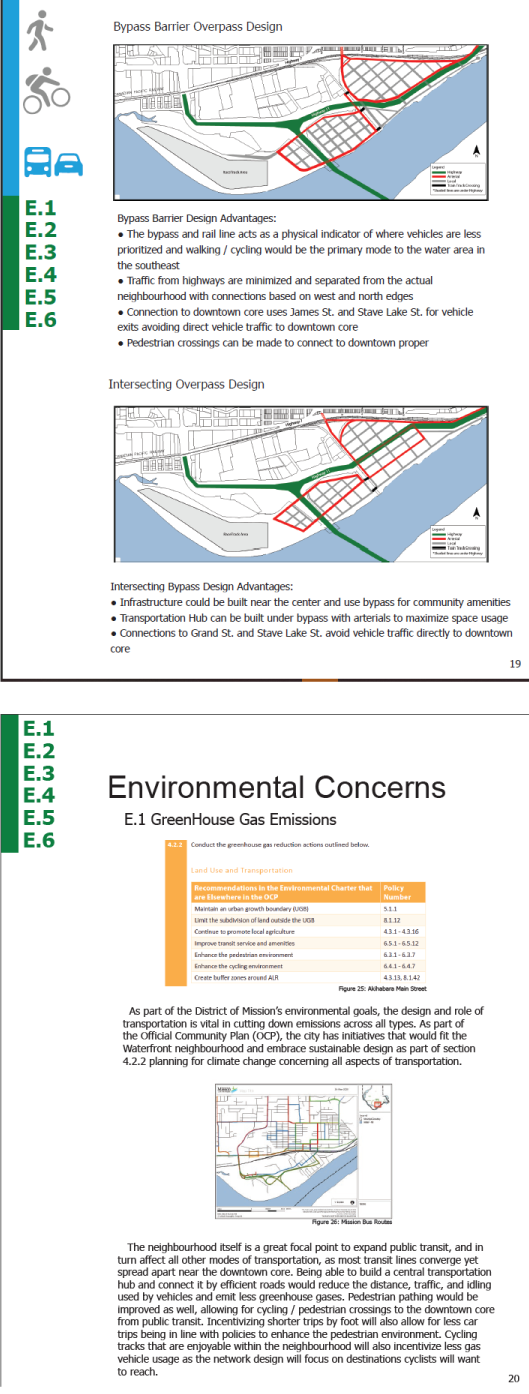 Bypass Barrier Overpass Design
Highway 1
CANADIAN PACIFIC RAILWAY
Highway 11
RaceTrack Area
Legend
Highway
Arterial
Local
Train Track Crossing
E.1
E.2
E.3
E.4
E.5
E.6
Bypass Barrier Design Advantages:
● The bypass and rail line acts as a physical indicator of where vehicles are less
prioritized and walking / cycling would be the primary mode to the water area in
the southeast
● Traffic from highways are minimized and separated from the actual
neighbourhood with connections based on west and north edges
● Connection to downtown core uses James St. and Stave Lake St. for vehicle
exits avoiding direct vehicle traffic to downtown core
● Pedestrian crossings can be made to connect to downtown proper
Intersecting Overpass Design
CANADIAN PACIFIC RAILWAY
Highway 11
RaceTrack Area
Legend
Highway
Arterial
Local
Train Track Crossing
Intersecting Bypass Design Advantages:
● Infrastructure could be built near the center and use bypass for community amenities
● Transportation Hub can be built under bypass with arterials to maximize space usage
● Connections to Grand St. and Stave Lake St. avoid vehicle traffic directly to downtown
core
19
E.1
E.2
E.3
E.4
E.5
E.6
Environmental Concerns
E.1 GreenHouse Gas Emissions
4.2.2 Conduct the greenhouse gas reduction actions outlined below.
Land Use and Transportation
Recommendations in the Environmental Charter that are Elsewhere in the OCP Policy Number
Maintain an urban growth boundary (UGB) 5.1.1
Limit the subdivision of land outside the UGB 8.1.12
Continue to promote local agriculture 4.3.1 - 4.3.16
Improve transit service and amenities 6.5.1 - 6.5.12
Enhance the pedestrian environment 6.3.1 - 6.3.7
Enhance the cycling environment 6.4.1 - 6.4.7
Create buffer zones around ALR 4.3.13, 8.1.42
Figure 25: Akihabara Main Street
As part of the District of Mission's environmental goals, the design and role of
transportation is vital in cutting down emissions across all types. As part of
the Official Community Plan (OCP), the city has initiatives that would fit the
Waterfront neighbourhood and embrace sustainable design as part of section
4.2.2 planning for climate change concerning all aspects of transportation.
Figure 26: Mission Bus Routes
The neighbourhood itself is a great focal point to expand public transit, and in
turn affect all other modes of transportation, as most transit lines converge yet
spread apart near the downtown core. Being able to build a central transportation
hub and connect it by efficient roads would reduce the distance, traffic, and idling
used by vehicles and emit less greenhouse gases. Pedestrian pathing would be
improved as well, allowing for cycling / pedestrian crossings to the downtown core
from public transit. Incentivizing shorter trips by foot will also allow for less car
trips being in line with policies to enhance the pedestrian environment. Cycling
tracks that are enjoyable within the neighbourhood will also incentivize less gas
vehicle usage as the network design will focus on destinations cyclists will want
to reach.
20